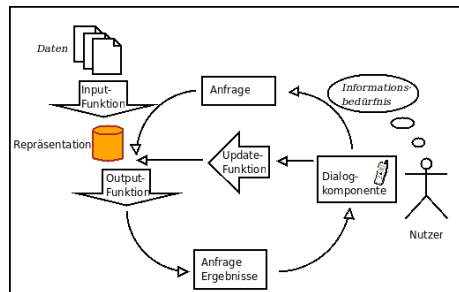 Daten
Input-
Funktion
Anfrage
Informations-
bedürfnis
Repräsentation
Update-
Funktion
Output-
Funktion
Dialog-
komponente
Nutzer
Anfrage
Ergebnisse